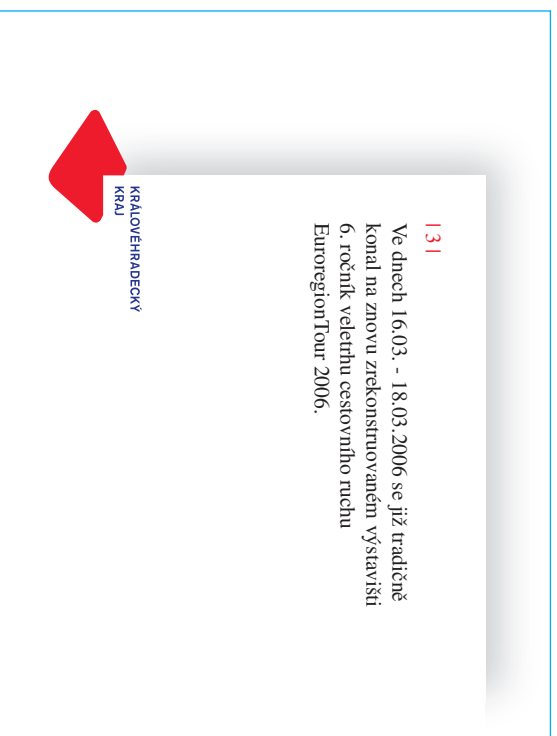 | 3 |
Ve dnech 16.03. - 18.03.2006 se již tradičně
konal na znovu zrekonstruovaném výstavišti
6. ročník veletrhu cestovního ruchu
EuroregionTour 2006.
KRÁLOVÉHRADECKÝ
KRAJ